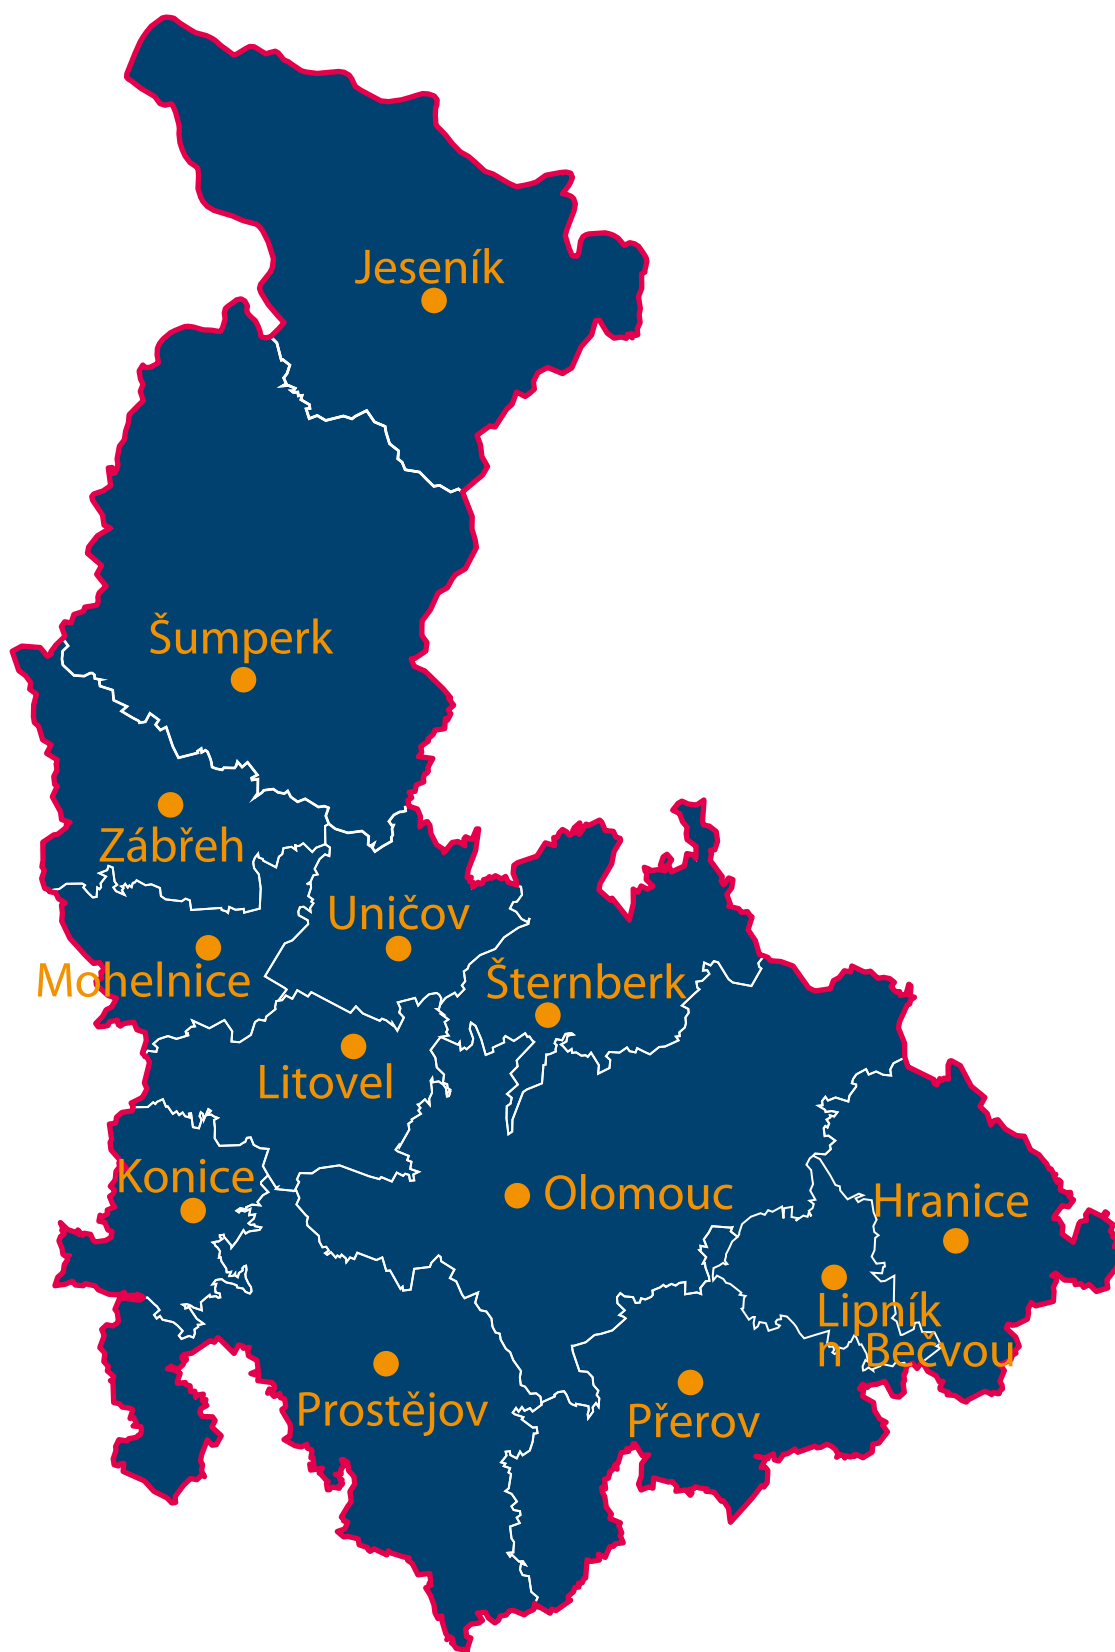 Jeseník
Šumperk
Zábřeh
Uničov
Mohelnice
Šternberk
Litovel
Konice
Olomouc
Hranice
Lipník
n Bečvou
Prostějov
Přerov